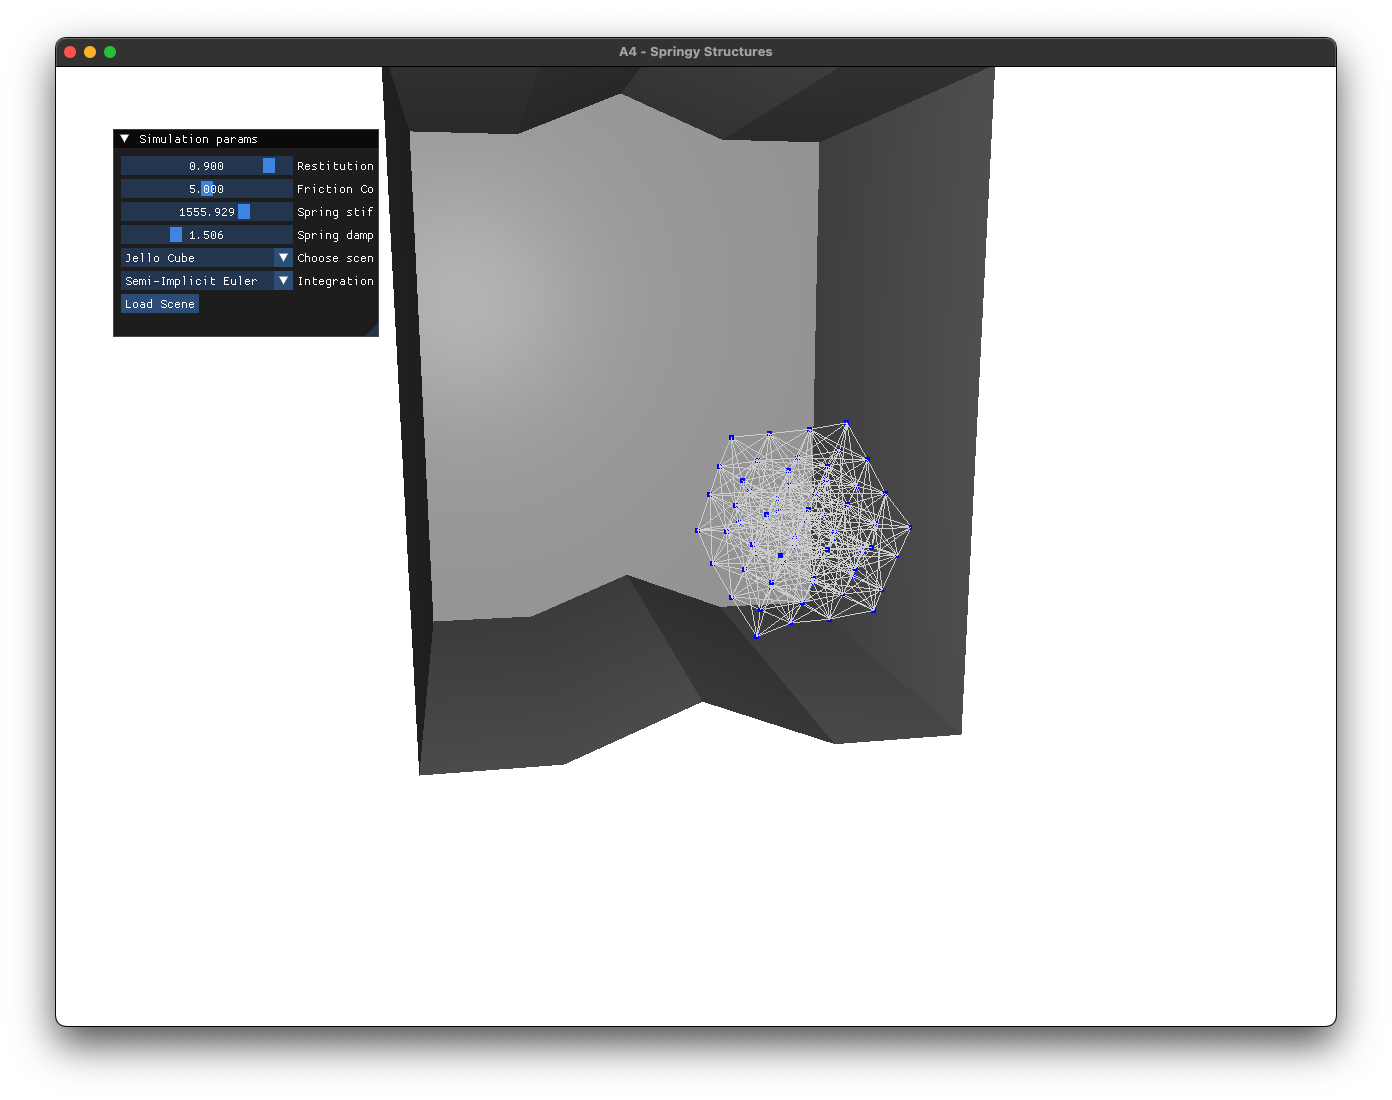 A4 - Springy Structures
Simulation params
0.900 Restitution
5.000 Friction Co
1555.929 Spring stif
1.506 Spring damp
Jello Cube Choose scen
Semi-Implicit Euler Integration
Load Scene